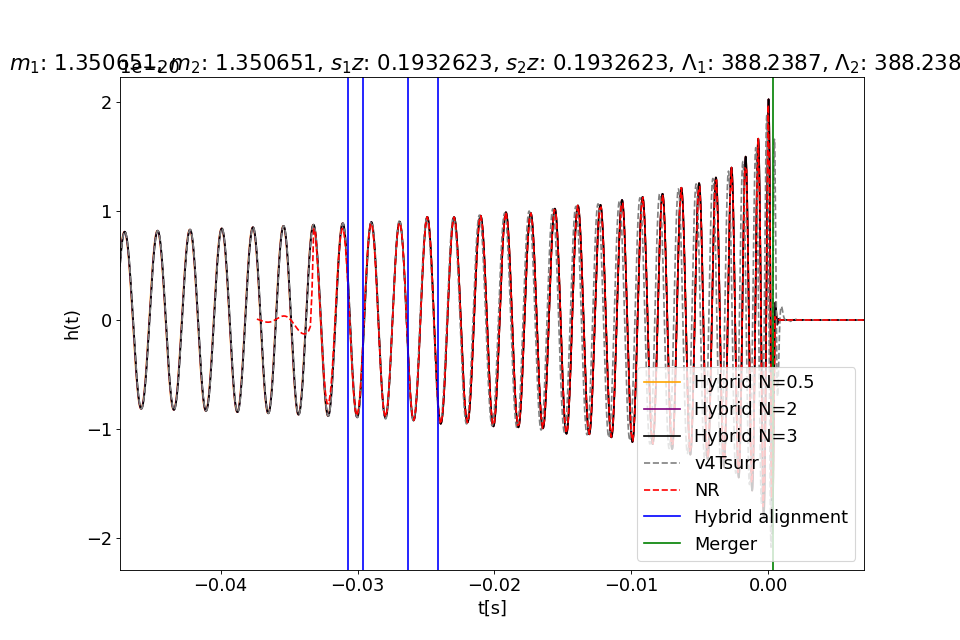 m₁: 1.350651, m₂: 1.350651, s₁z: 0.1932623, s₂z: 0.1932623, Λ₁: 388.2387, Λ₂: 388.238
1e−20
2
1
0
−1
−2
h(t)
Hybrid N=0.5
Hybrid N=2
Hybrid N=3
v4Tsurr
NR
Hybrid alignment
Merger
−0.04
−0.03
−0.02
−0.01
0.00
t[s]